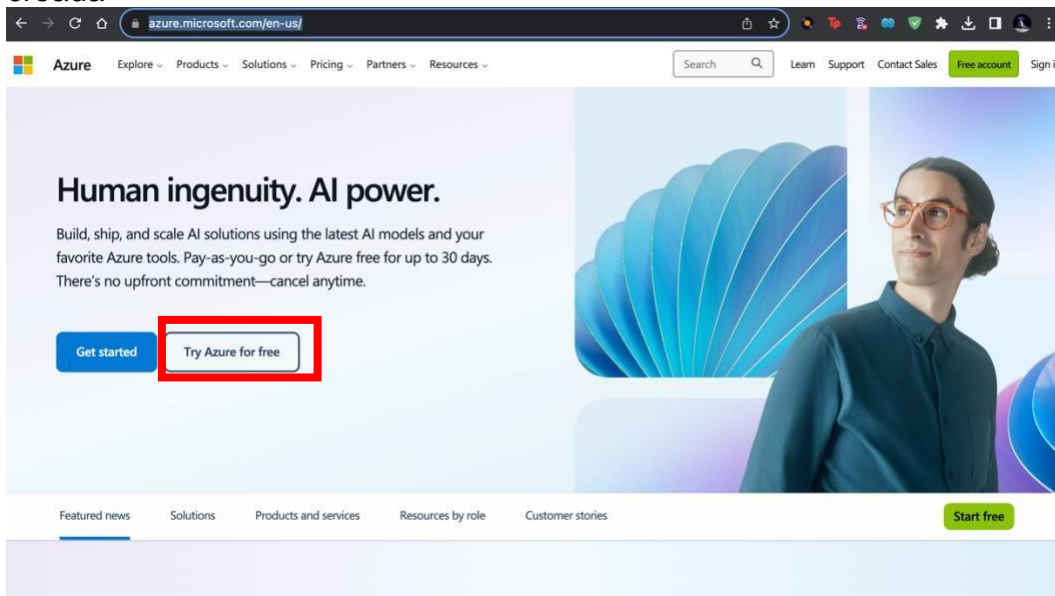 azure.microsoft.com/en-us/
Azure Explore Products Solutions Pricing Partners Resources Search Learn Support Contact Sales Free account Sign i
Human ingenuity. AI power.
Build, ship, and scale AI solutions using the latest AI models and your
favorite Azure tools. Pay-as-you-go or try Azure free for up to 30 days.
There's no upfront commitment—cancel anytime.
Get started Try Azure for free
Featured news Solutions Products and services Resources by role Customer stories Start free